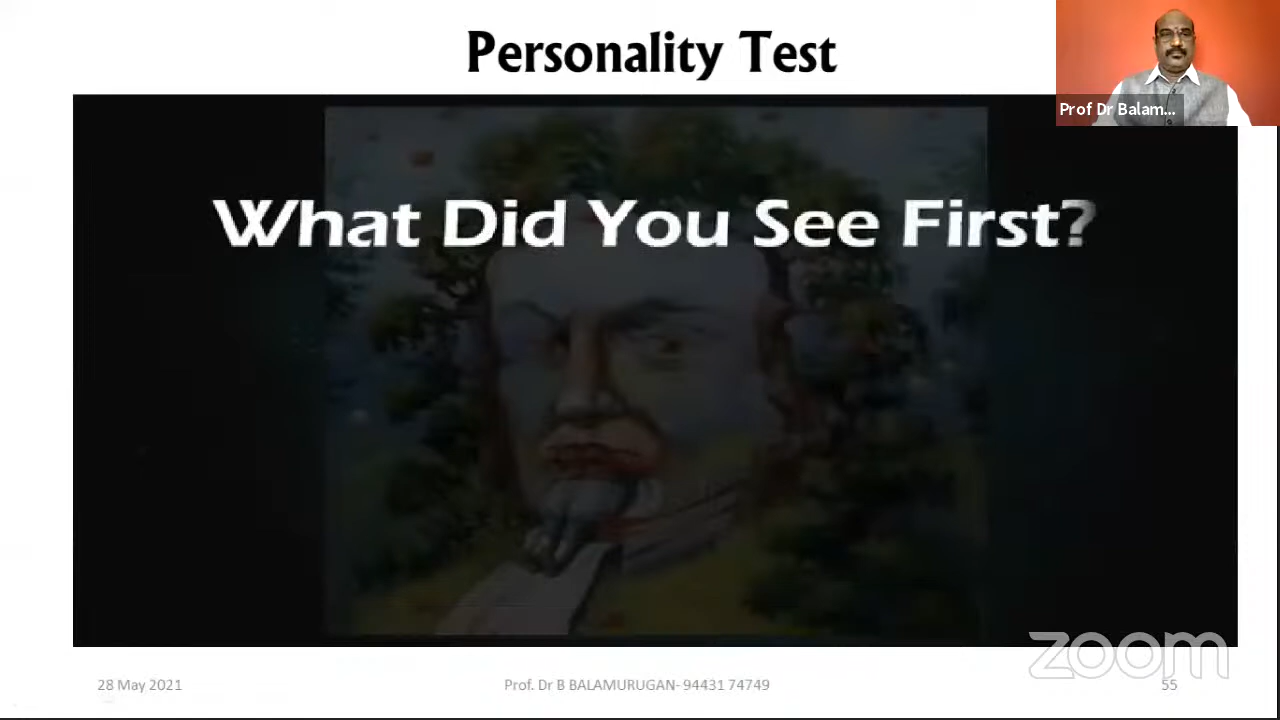 Personality Test
Prof Dr Balam...
What Did You See First?
zoom
28 May 2021
Prof. Dr B BALAMURUGAN- 94431 74749
55